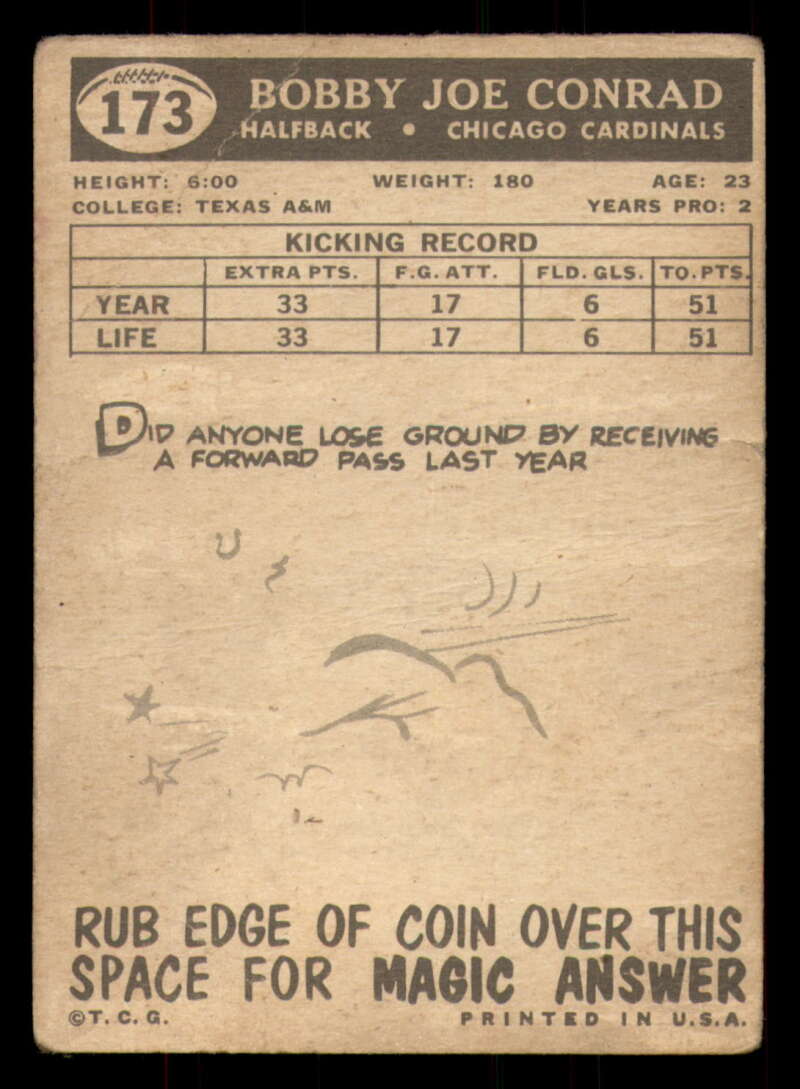 173
BOBBY JOE CONRAD
HALFBACK • CHICAGO CARDINALS
HEIGHT: 6:00 WEIGHT: 180 AGE: 23
COLLEGE: TEXAS A&M YEARS PRO: 2
KICKING RECORD
EXTRA PTS. F.G. ATT. FLD. GLS. TO. PTS.
YEAR 33 17 6 51
LIFE 33 17 6 51
DID ANYONE LOSE GROUND BY RECEIVING
A FORWARD PASS LAST YEAR
RUB EDGE OF COIN OVER THIS
SPACE FOR MAGIC ANSWER
©T. C. G. PRINTED IN U.S.A.